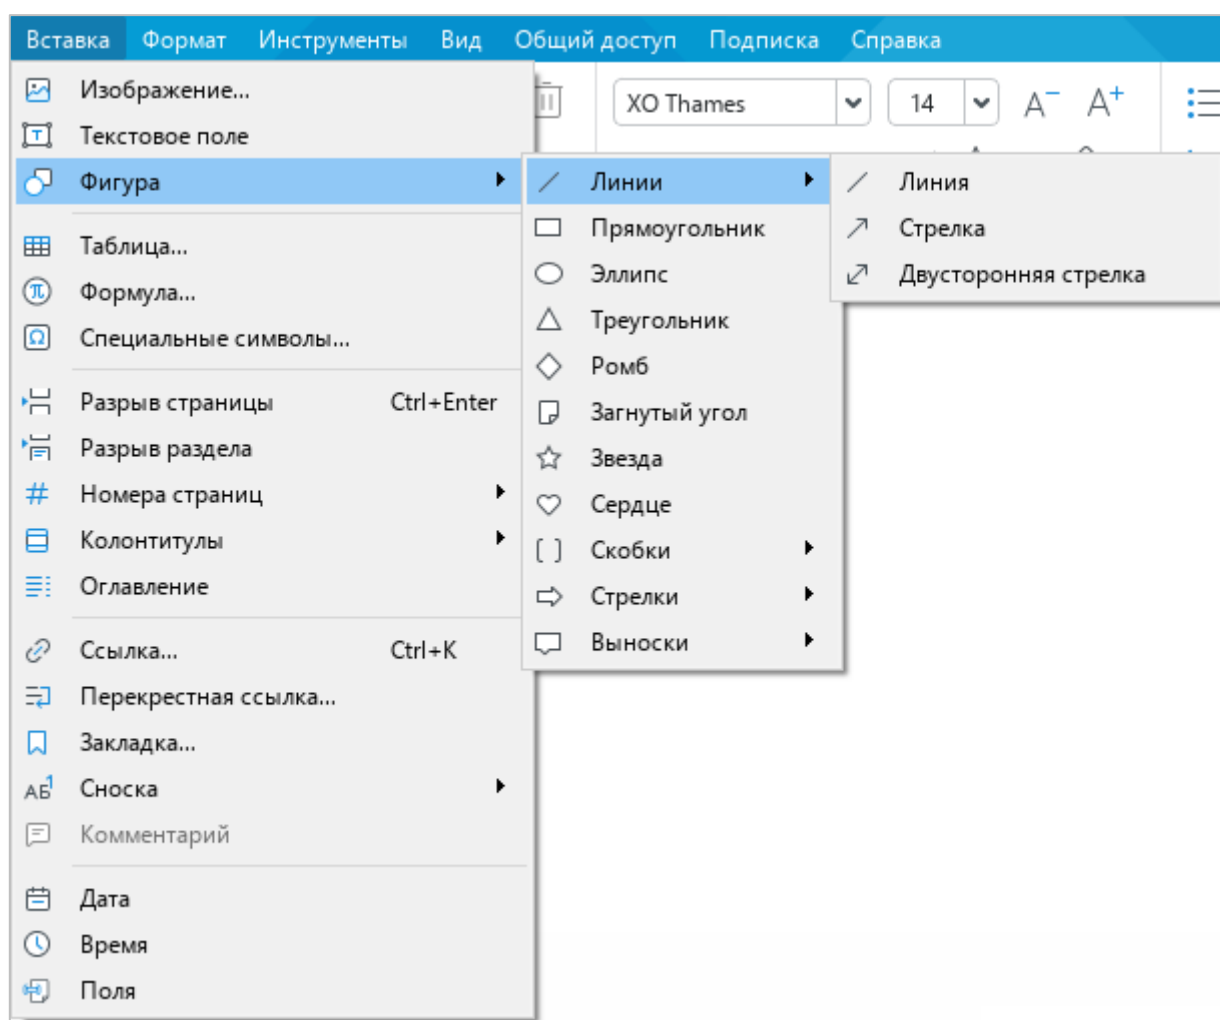 Вставка Формат Инструменты Вид Общий доступ Подписка Справка
XO Thames 14 A− A+
Изображение...
Текстовое поле
Фигура
Таблица...
Формула...
Специальные символы...
Разрыв страницы Ctrl+Enter
Разрыв раздела
Номера страниц
Колонтитулы
Оглавление
Ссылка... Ctrl+K
Перекрестная ссылка...
Закладка...
АБ1 Сноска
Комментарий
Дата
Время
Поля
Линии
Прямоугольник
Эллипс
Треугольник
Ромб
Загнутый угол
Звезда
Сердце
Скобки
Стрелки
Выноски
Линия
Стрелка
Двусторонняя стрелка